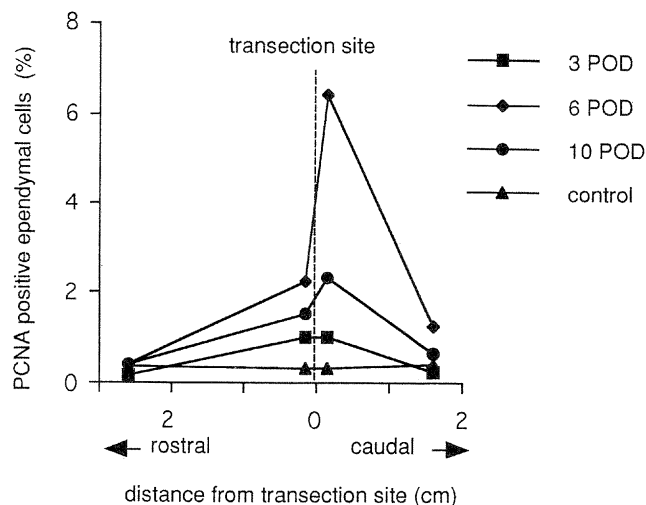 8
6
4
2
0
PCNA positive ependymal cells (%)
transection site
3 POD
6 POD
10 POD
control
2 0 2
rostral caudal
distance from transection site (cm)